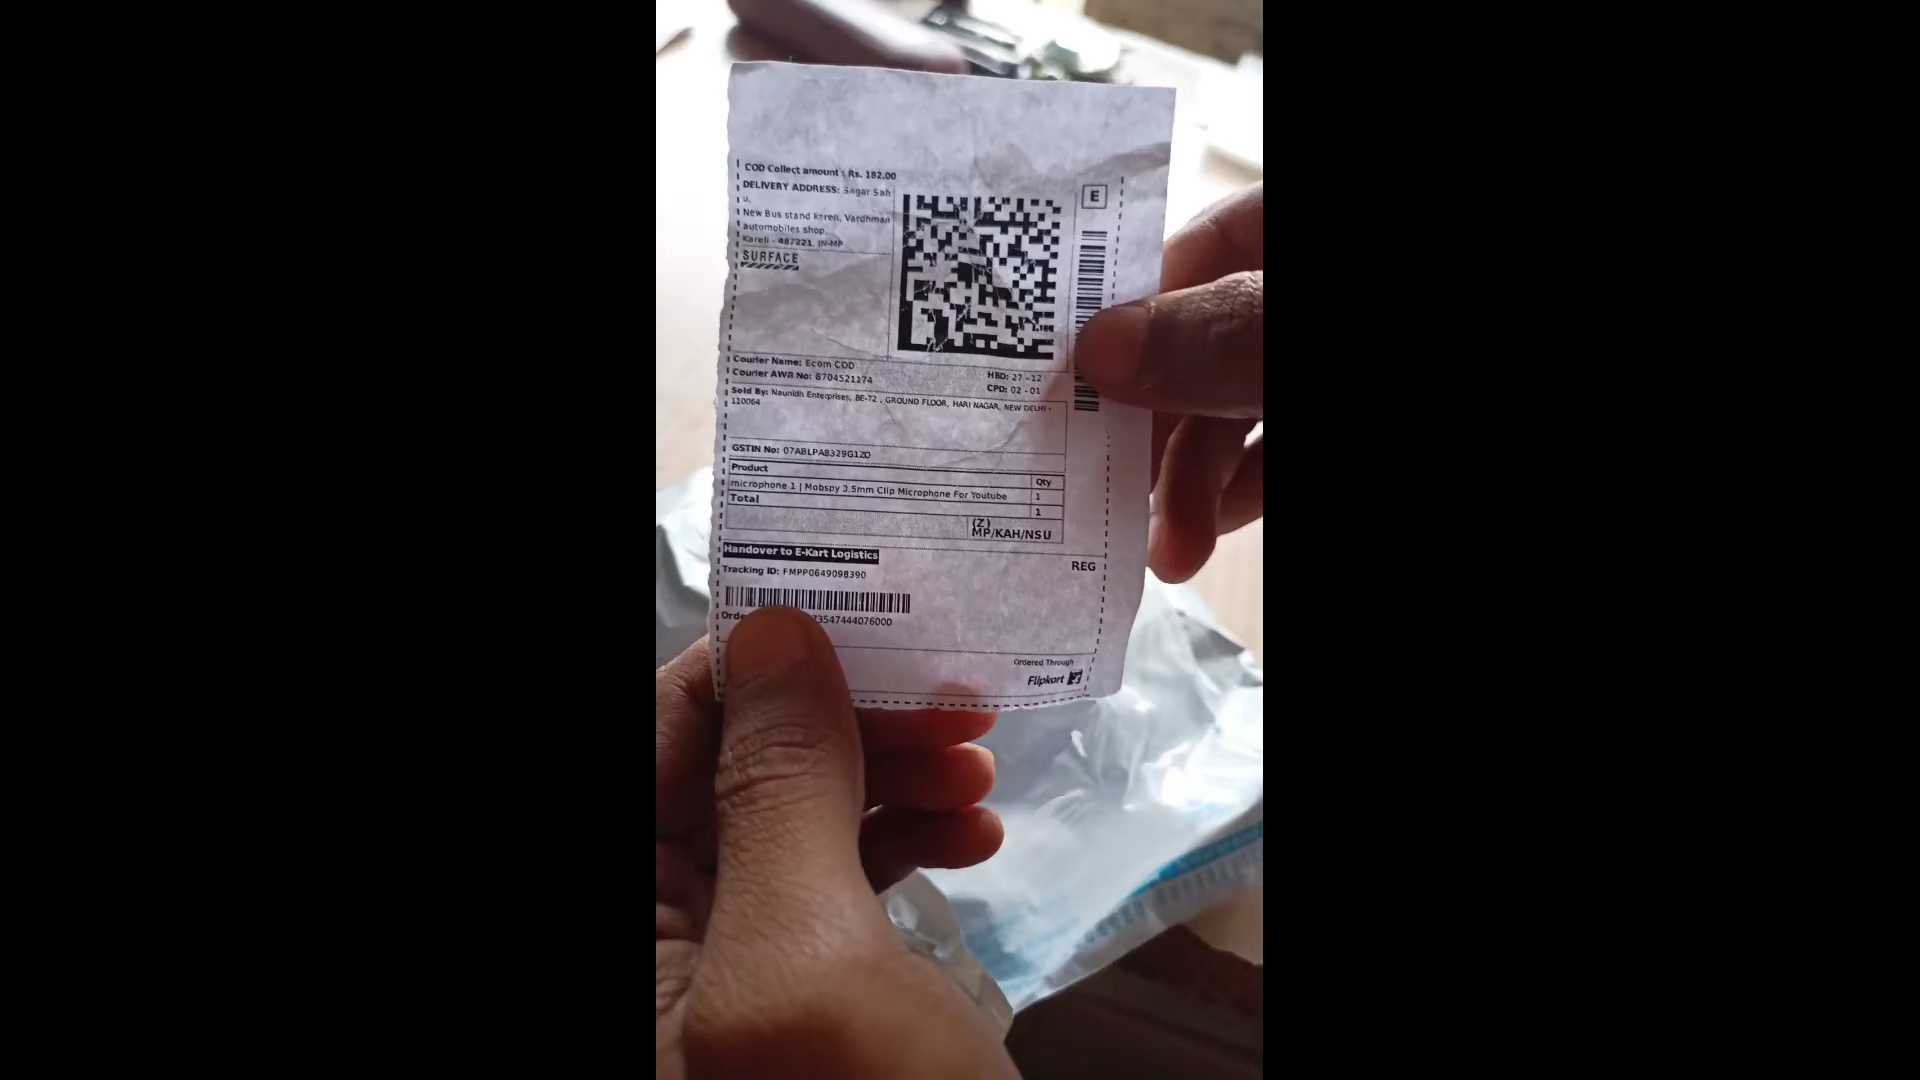 COD Collect amount : Rs. 182.00
DELIVERY ADDRESS: Sagar Sah
u,
New Bus stand kareli, Vardhman
automobiles shop,
Kareli - 487221, IN-MP
SURFACE
E
Courier Name: Ecom COD
Courier AWB No: 8704521174
HBD: 27 - 12
CPD: 02 - 01
Sold By: Naunidh Enterprises, BE-72 , GROUND FLOOR, HARI NAGAR, NEW DELHI -
110064
GSTIN No: 07ABLPA8329G1ZO
Product Qty
microphone 1 | Mobspy 3.5mm Clip Microphone For Youtube 1
Total 1
(Z)
MP/KAH/NSU
Handover to E-Kart Logistics
REG
Tracking ID: FMPP0649098390
73547444076000
Ordered Through
Flipkart